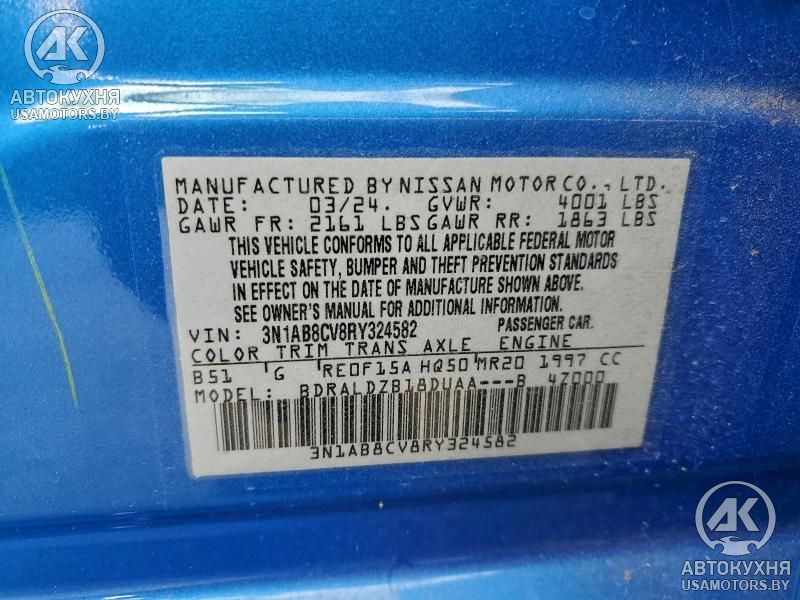 AK
АВТОКУХНЯ
USAMOTORS.BY
MANUFACTURED BY NISSAN MOTOR CO., LTD.
DATE: 03/24. GVWR: 4001 LBS
GAWR FR: 2161 LBS GAWR RR: 1863 LBS
THIS VEHICLE CONFORMS TO ALL APPLICABLE FEDERAL MOTOR
VEHICLE SAFETY, BUMPER AND THEFT PREVENTION STANDARDS
IN EFFECT ON THE DATE OF MANUFACTURE SHOWN ABOVE.
SEE OWNER'S MANUAL FOR ADDITIONAL INFORMATION.
VIN: 3N1AB8CV8RY324582 PASSENGER CAR.
COLOR TRIM TRANS AXLE ENGINE
B51 'G 'RE0F15A HQ50 MR20 1997 CC
MODEL: BDRALDZB18DUAA---B 47000
3N1AB8CV8RY324582
AK
АВТОКУХНЯ
USAMOTORS.BY